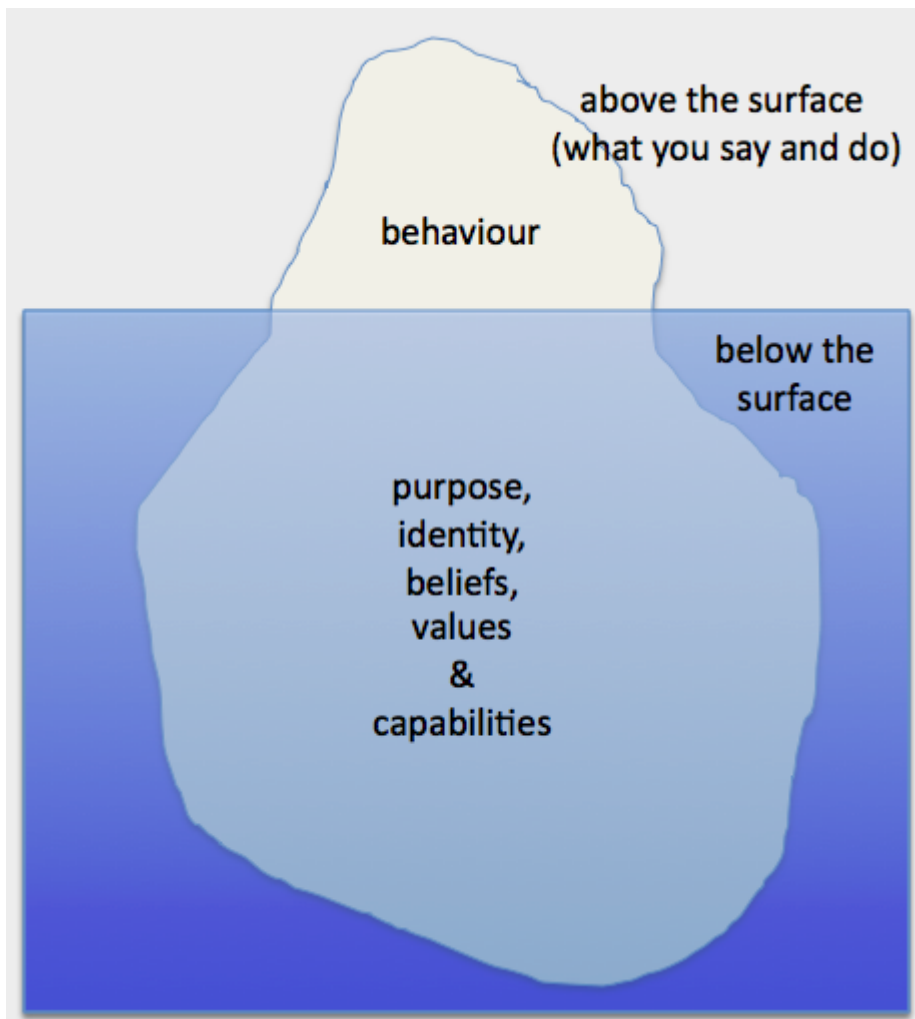 above the surface
(what you say and do)
behaviour
below the
surface
purpose,
identity,
beliefs,
values
&
capabilities